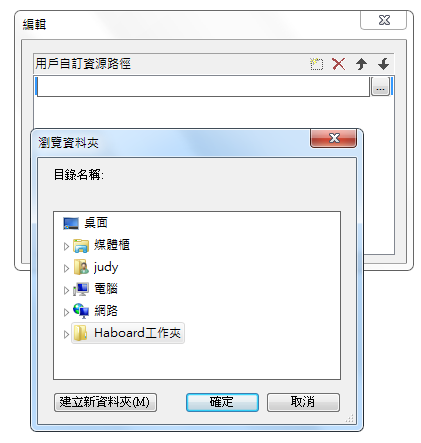 編輯
用戶自訂資源路徑
...
瀏覽資料夾
目錄名稱:
桌面
媒體櫃
judy
電腦
網路
Haboard工作夾
建立新資料夾(M)
確定
取消